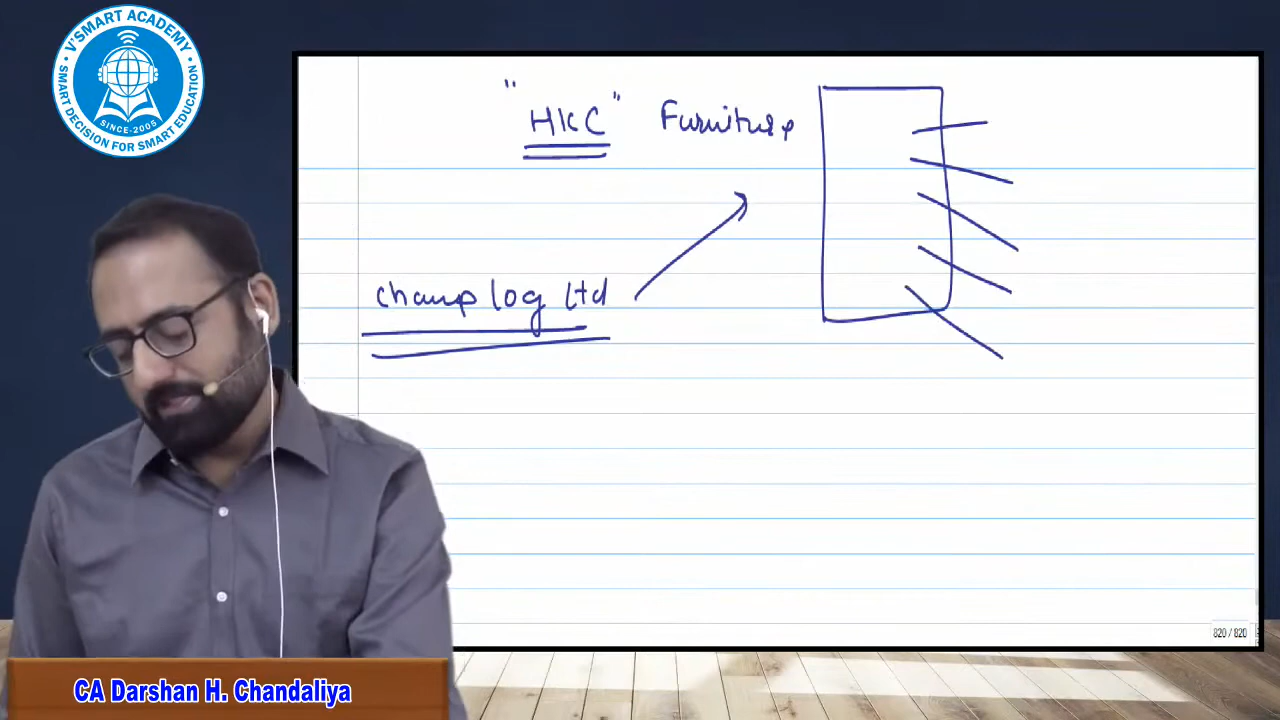 V'SMART ACADEMY
SINCE-2005
SMART DECISION FOR SMART EDUCATION
"HKC" Furniture
Champ log Ltd
820 / 820
CA Darshan H. Chandaliya